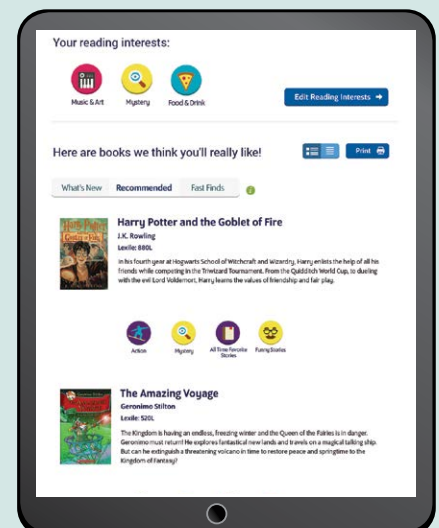 Your reading interests:
Music & Art
Mystery
Food & Drink
Edit Reading Interests
Here are books we think you'll really like!
Print
What's New
Recommended
Fast Finds
Harry Potter and the Goblet of Fire
J.K. Rowling
Lexile: 880L
In his fourth year at Hogwarts School of Witchcraft and Wizardry, Harry enlists the help of all his
friends while competing in the Triwizard Tournament. From the Quidditch World Cup, to dueling
with the evil Lord Voldemort, Harry learns the values of friendship and fair play.
Action
Mystery
All Time Favorite
Stories
Funny Stories
The Amazing Voyage
Geronimo Stilton
Lexile: 520L
The Kingdom is having an endless, freezing winter and the Queen of the Fairies is in danger.
Geronimo must return! He explores fantastical new lands and travels on a magical talking ship.
But can he extinguish a threatening volcano in time to restore peace and springtime to the
Kingdom of Fantasy?